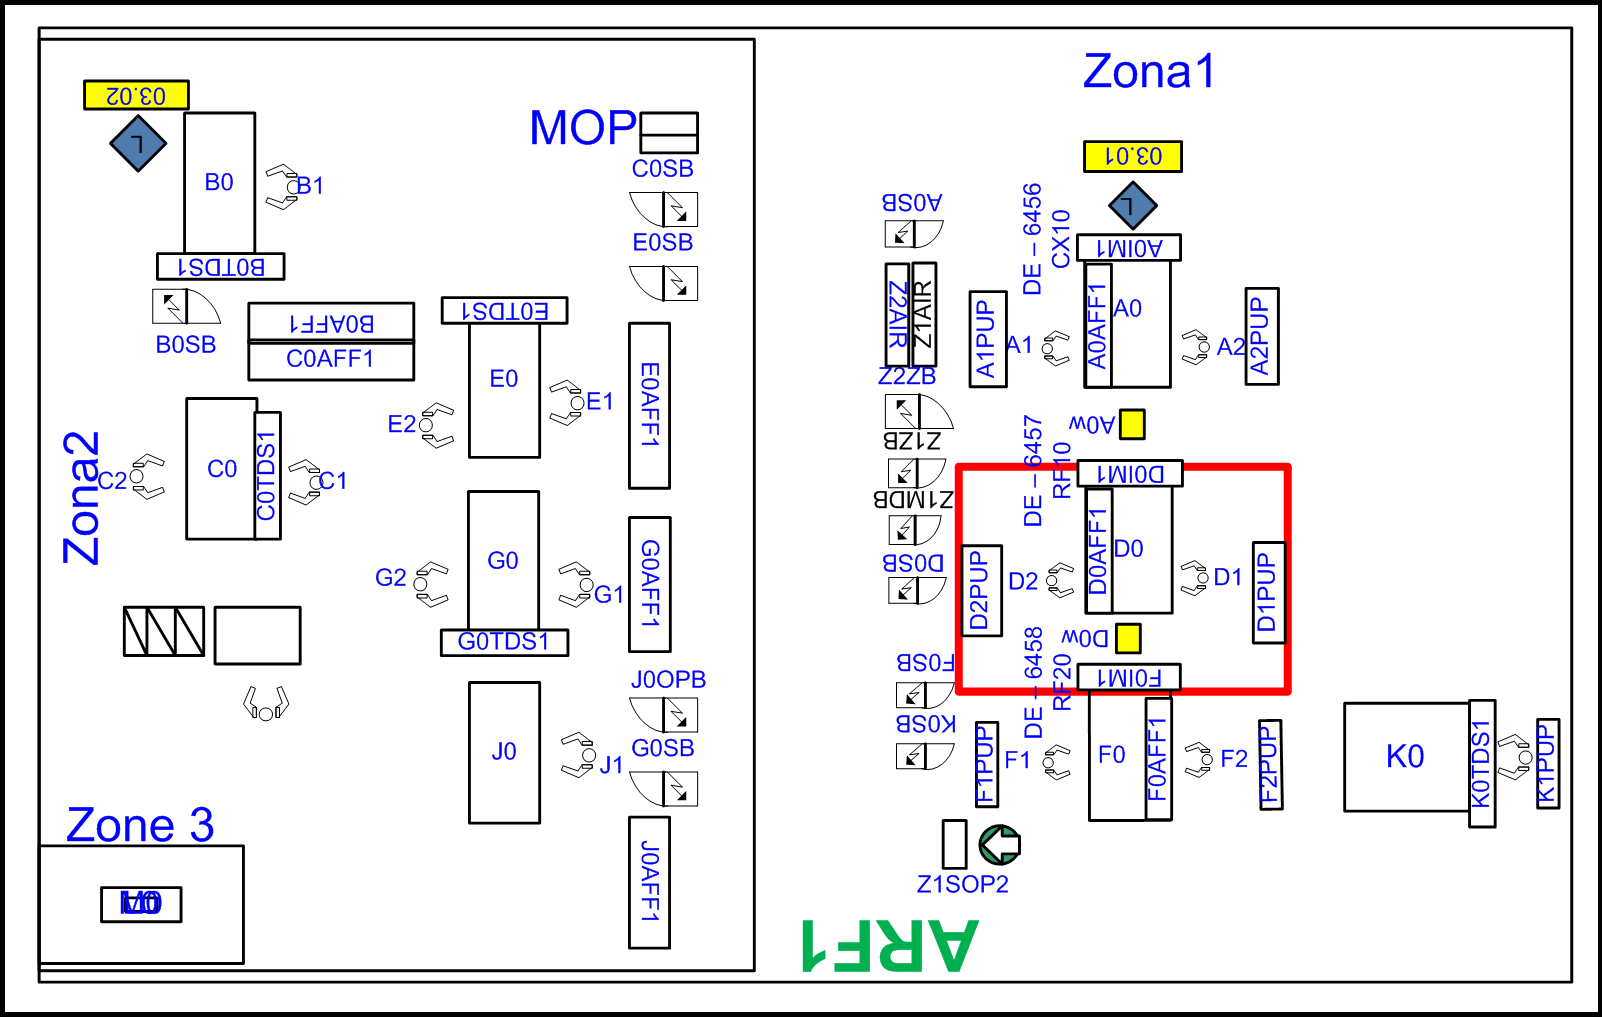 Zona1
03.02
L
B0
B1
B0TDS1
B0SB
B0AFF1
C0AFF1
MOP
C0SB
E0SB
E0TDS1
E0
E1
E2
E0AFF1
Zona2
C2
C0
C0TDS1
C1
G2
G0
G1
G0TDS1
G0AFF1
J0OPB
G0SB
J0
J1
J0AFF1
Zone 3
03.01
L
A0SB
DE – 6456
CX10
A0IM1
Z2AIR
Z1AIR
A1PUP
A1
A0AFF1
A0
A2
A2PUP
Z2ZB
A0w
Z1ZB
DE – 6457
RF10
D0IM1
Z1MDB
D0SB
D2PUP
D2
D0AFF1
D0
D1
D1PUP
D0w
F0SB
DE – 6458
RF20
F0IM1
K0SB
F1PUP
F1
F0
F0AFF1
F2
F2PUP
K0
K0TDS1
K1PUP
Z1SOP2
ARF1